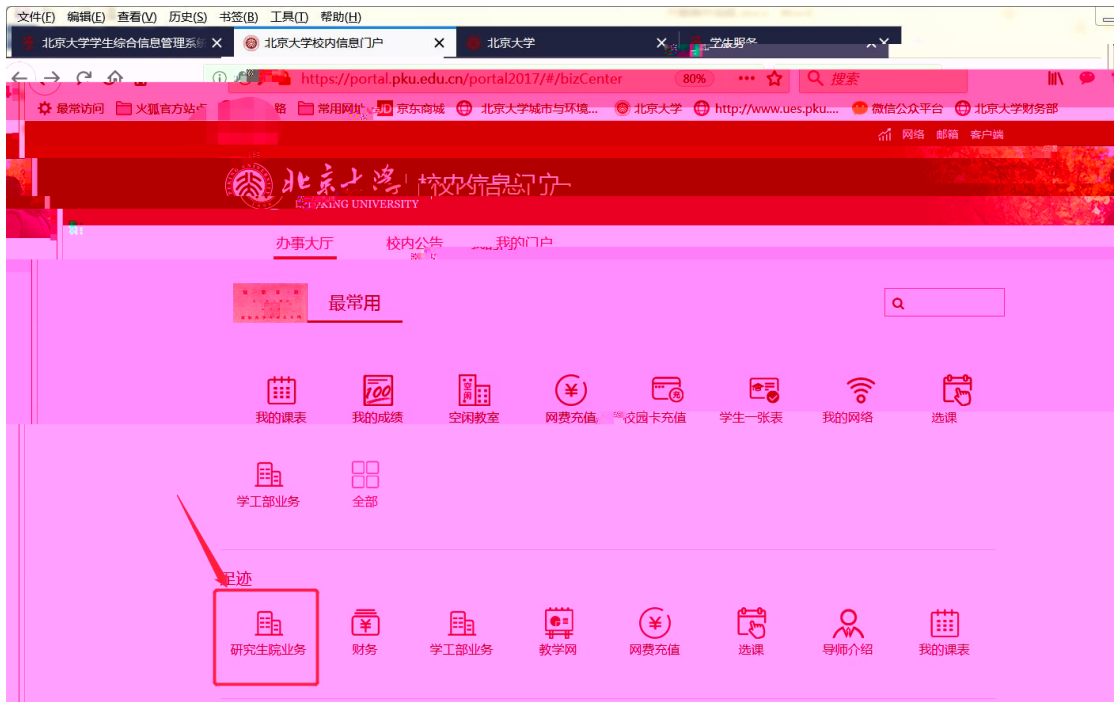 文件(F) 编辑(E) 查看(V) 历史(S) 书签(B) 工具(T) 帮助(H)
北京大学学生综合信息管理系统 北京大学校内信息门户 北京大学 学生服务
https://portal.pku.edu.cn/portal2017/#/bizCenter 80% 搜索
最常访问 火狐官方站点 常用网址 JD 京东商城 北京大学城市与环境... 北京大学 http://www.ues.pku.... 微信公众平台 北京大学财务部
网络 邮箱 客户端
北京大学 校内信息门户
PEKING UNIVERSITY
办事大厅 校内公告 我的门户
最常用
我的课表 我的成绩 空闲教室 网费充值 校园卡充值 学生一张表 我的网络 选课
学工部业务 全部
足迹
研究生院业务 财务 学工部业务 教学网 网费充值 选课 导师介绍 我的课表